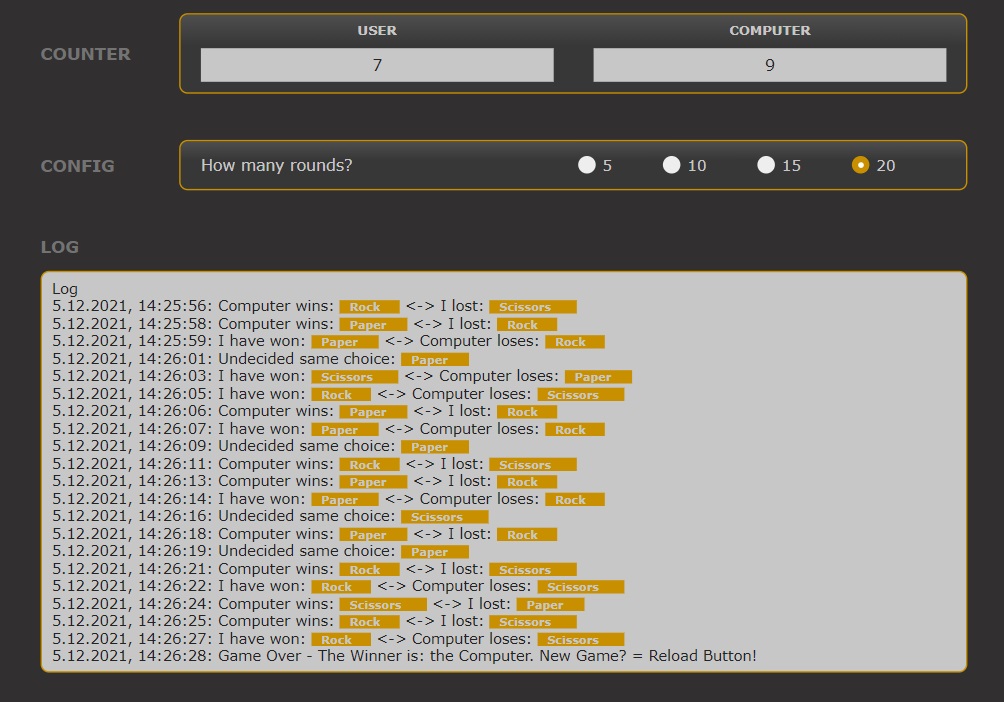 USER COMPUTER
COUNTER
7 9
CONFIG How many rounds? 5 10 15 20
LOG
Log
5.12.2021, 14:25:56: Computer wins: Rock <-> I lost: Scissors
5.12.2021, 14:25:58: Computer wins: Paper <-> I lost: Rock
5.12.2021, 14:25:59: I have won: Paper <-> Computer loses: Rock
5.12.2021, 14:26:01: Undecided same choice: Paper
5.12.2021, 14:26:03: I have won: Scissors <-> Computer loses: Paper
5.12.2021, 14:26:05: I have won: Rock <-> Computer loses: Scissors
5.12.2021, 14:26:06: Computer wins: Paper <-> I lost: Rock
5.12.2021, 14:26:07: I have won: Paper <-> Computer loses: Rock
5.12.2021, 14:26:09: Undecided same choice: Paper
5.12.2021, 14:26:11: Computer wins: Rock <-> I lost: Scissors
5.12.2021, 14:26:13: Computer wins: Paper <-> I lost: Rock
5.12.2021, 14:26:14: I have won: Paper <-> Computer loses: Rock
5.12.2021, 14:26:16: Undecided same choice: Scissors
5.12.2021, 14:26:18: Computer wins: Paper <-> I lost: Rock
5.12.2021, 14:26:19: Undecided same choice: Paper
5.12.2021, 14:26:21: Computer wins: Rock <-> I lost: Scissors
5.12.2021, 14:26:22: I have won: Rock <-> Computer loses: Scissors
5.12.2021, 14:26:24: Computer wins: Scissors <-> I lost: Paper
5.12.2021, 14:26:25: Computer wins: Rock <-> I lost: Scissors
5.12.2021, 14:26:27: I have won: Rock <-> Computer loses: Scissors
5.12.2021, 14:26:28: Game Over - The Winner is: the Computer. New Game? = Reload Button!